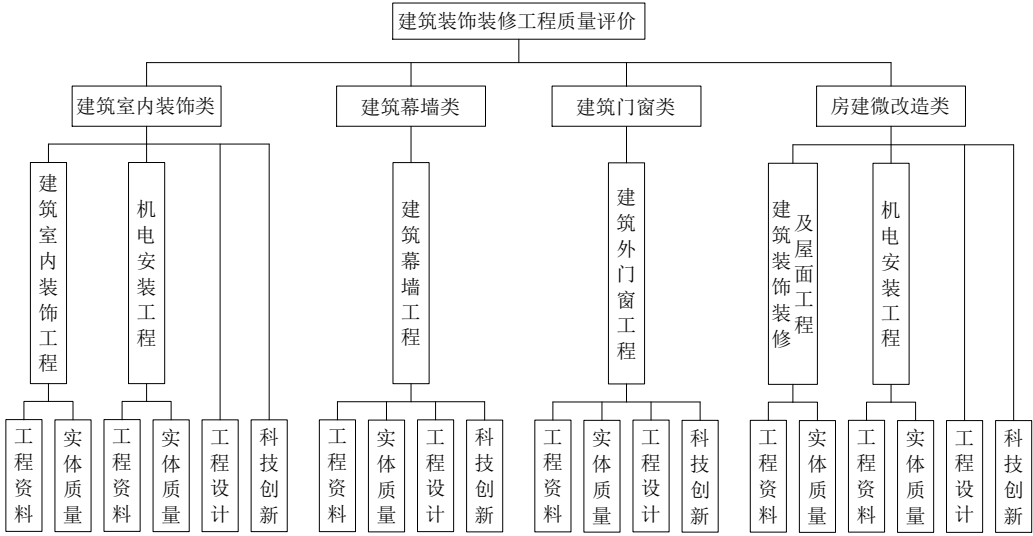 建筑装饰装修工程质量评价
建筑室内装饰类
建筑幕墙类
建筑门窗类
房建微改造类
建筑室内装饰工程
机电安装工程
建筑幕墙工程
建筑外门窗工程
建筑装饰装修
及屋面工程
机电安装工程
工程资料
实体质量
工程资料
实体质量
工程设计
科技创新
工程资料
实体质量
工程设计
科技创新
工程资料
实体质量
工程设计
科技创新
工程资料
实体质量
工程资料
实体质量
工程设计
科技创新